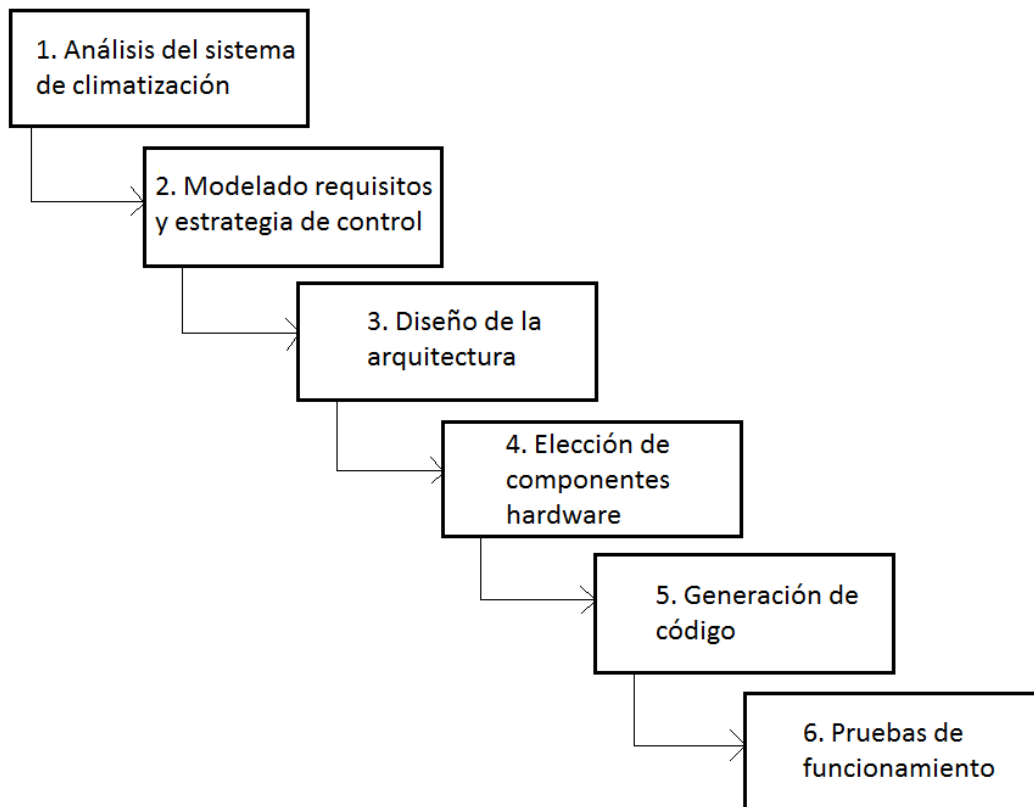 1. Análisis del sistema
de climatización
2. Modelado requisitos
y estrategia de control
3. Diseño de la
arquitectura
4. Elección de
componentes
hardware
5. Generación de
código
6. Pruebas de
funcionamiento